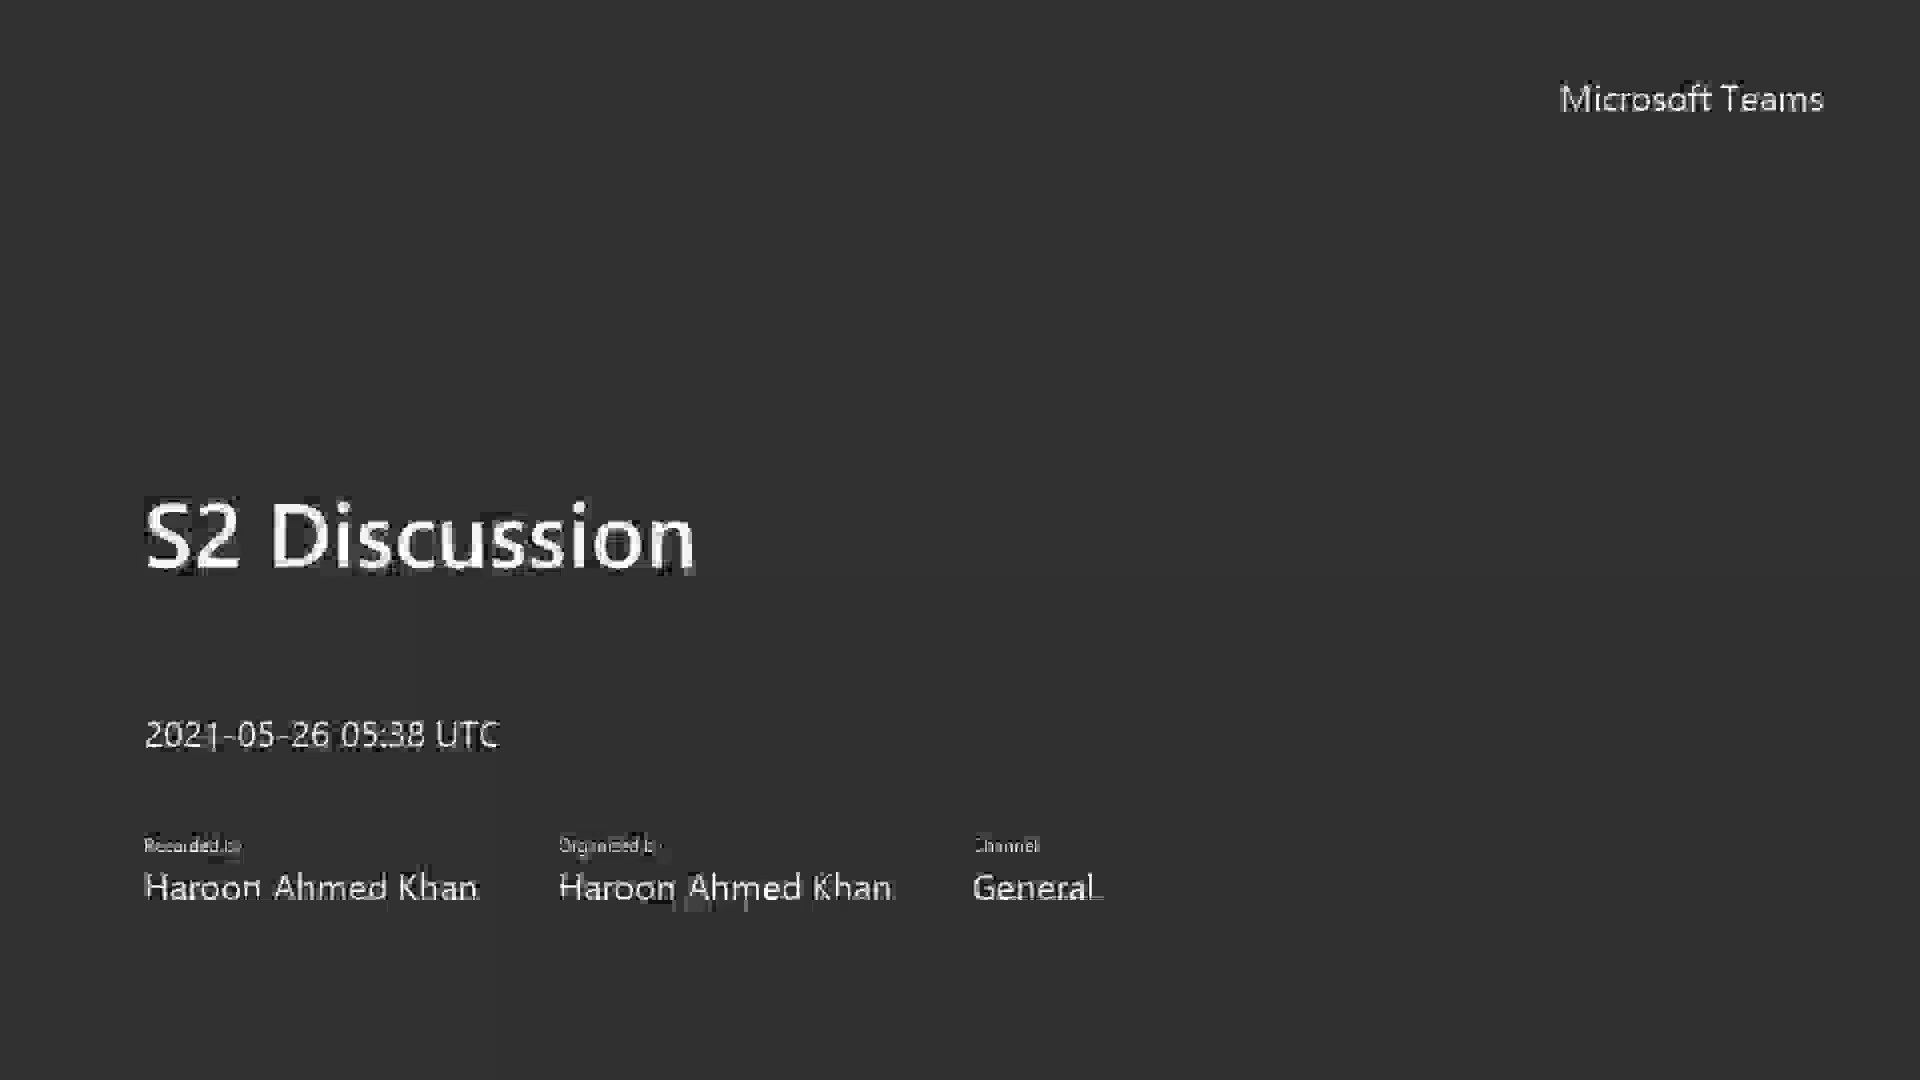 Microsoft Teams
S2 Discussion
2021-05-26 05:38 UTC
Recorded by
Organized by
Channel
Haroon Ahmed Khan
Haroon Ahmed Khan
General